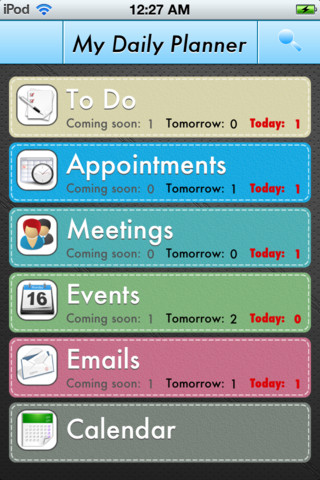 iPod 12:27 AM
My Daily Planner
To Do
Coming soon: 1 Tomorrow: 0 Today: 1
Appointments
Coming soon: 0 Tomorrow: 1 Today: 1
Meetings
Coming soon: 0 Tomorrow: 0 Today: 1
16 Events
Coming soon: 1 Tomorrow: 2 Today: 0
Emails
Coming soon: 1 Tomorrow: 1 Today: 1
Calendar